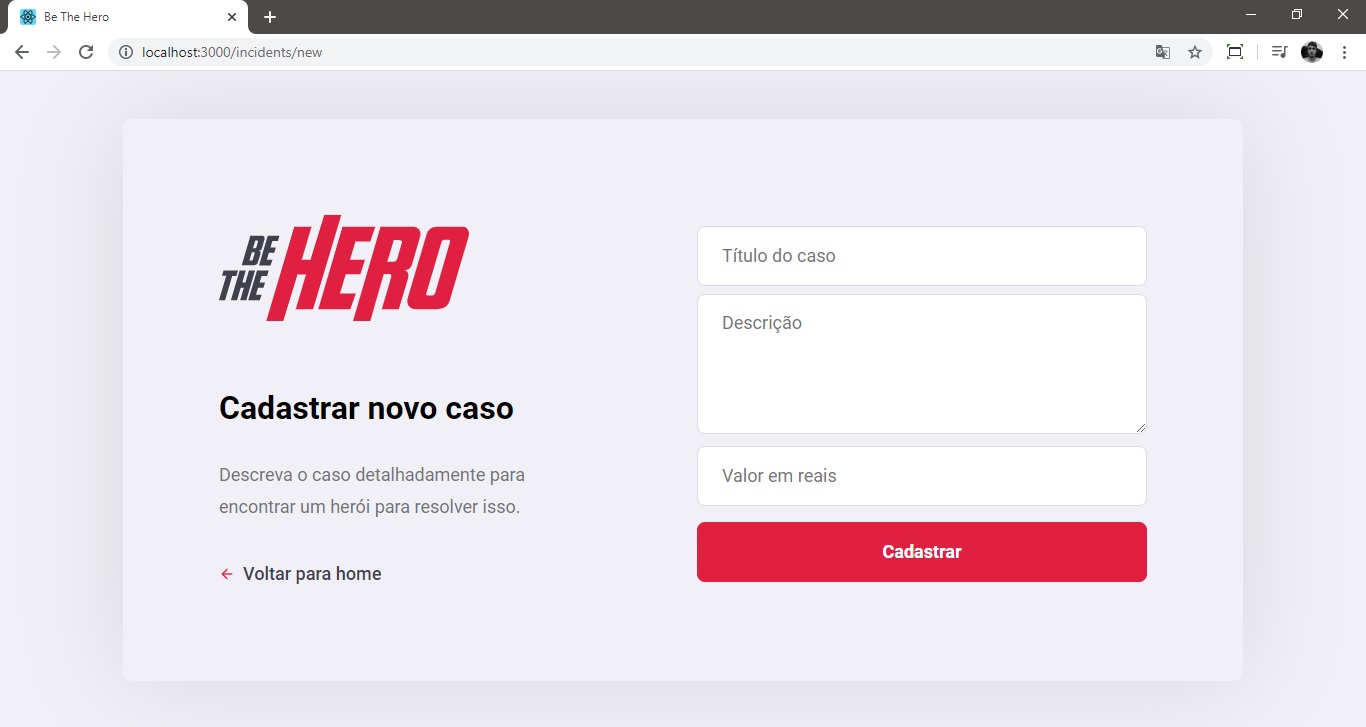 Be The Hero
localhost:3000/incidents/new
BE
THE
HERO
Cadastrar novo caso
Descreva o caso detalhadamente para
encontrar um herói para resolver isso.
Voltar para home
Título do caso
Descrição
Valor em reais
Cadastrar